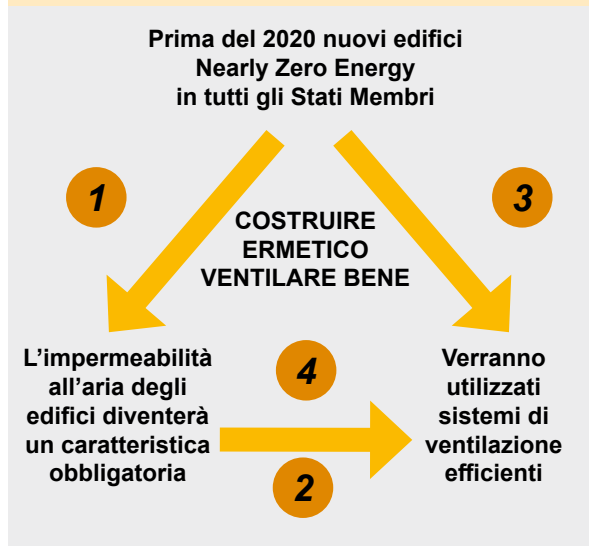 Prima del 2020 nuovi edifici
Nearly Zero Energy
in tutti gli Stati Membri
1
3
COSTRUIRE
ERMETICO
VENTILARE BENE
L’impermeabilità
all’aria degli
edifici diventerà
un caratteristica
obbligatoria
4
2
Verranno
utilizzati
sistemi di
ventilazione
efficienti